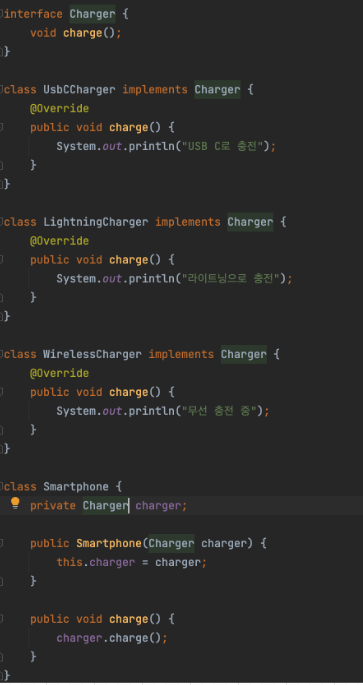 interface Charger {
void charge();
}
class UsbCCharger implements Charger {
@Override
public void charge() {
System.out.println("USB C로 충전");
}
}
class LightningCharger implements Charger {
@Override
public void charge() {
System.out.println("라이트닝으로 충전");
}
}
class WirelessCharger implements Charger {
@Override
public void charge() {
System.out.println("무선 충전 중");
}
}
class Smartphone {
private Charger charger;
public Smartphone(Charger charger) {
this.charger = charger;
}
public void charge() {
charger.charge();
}
}